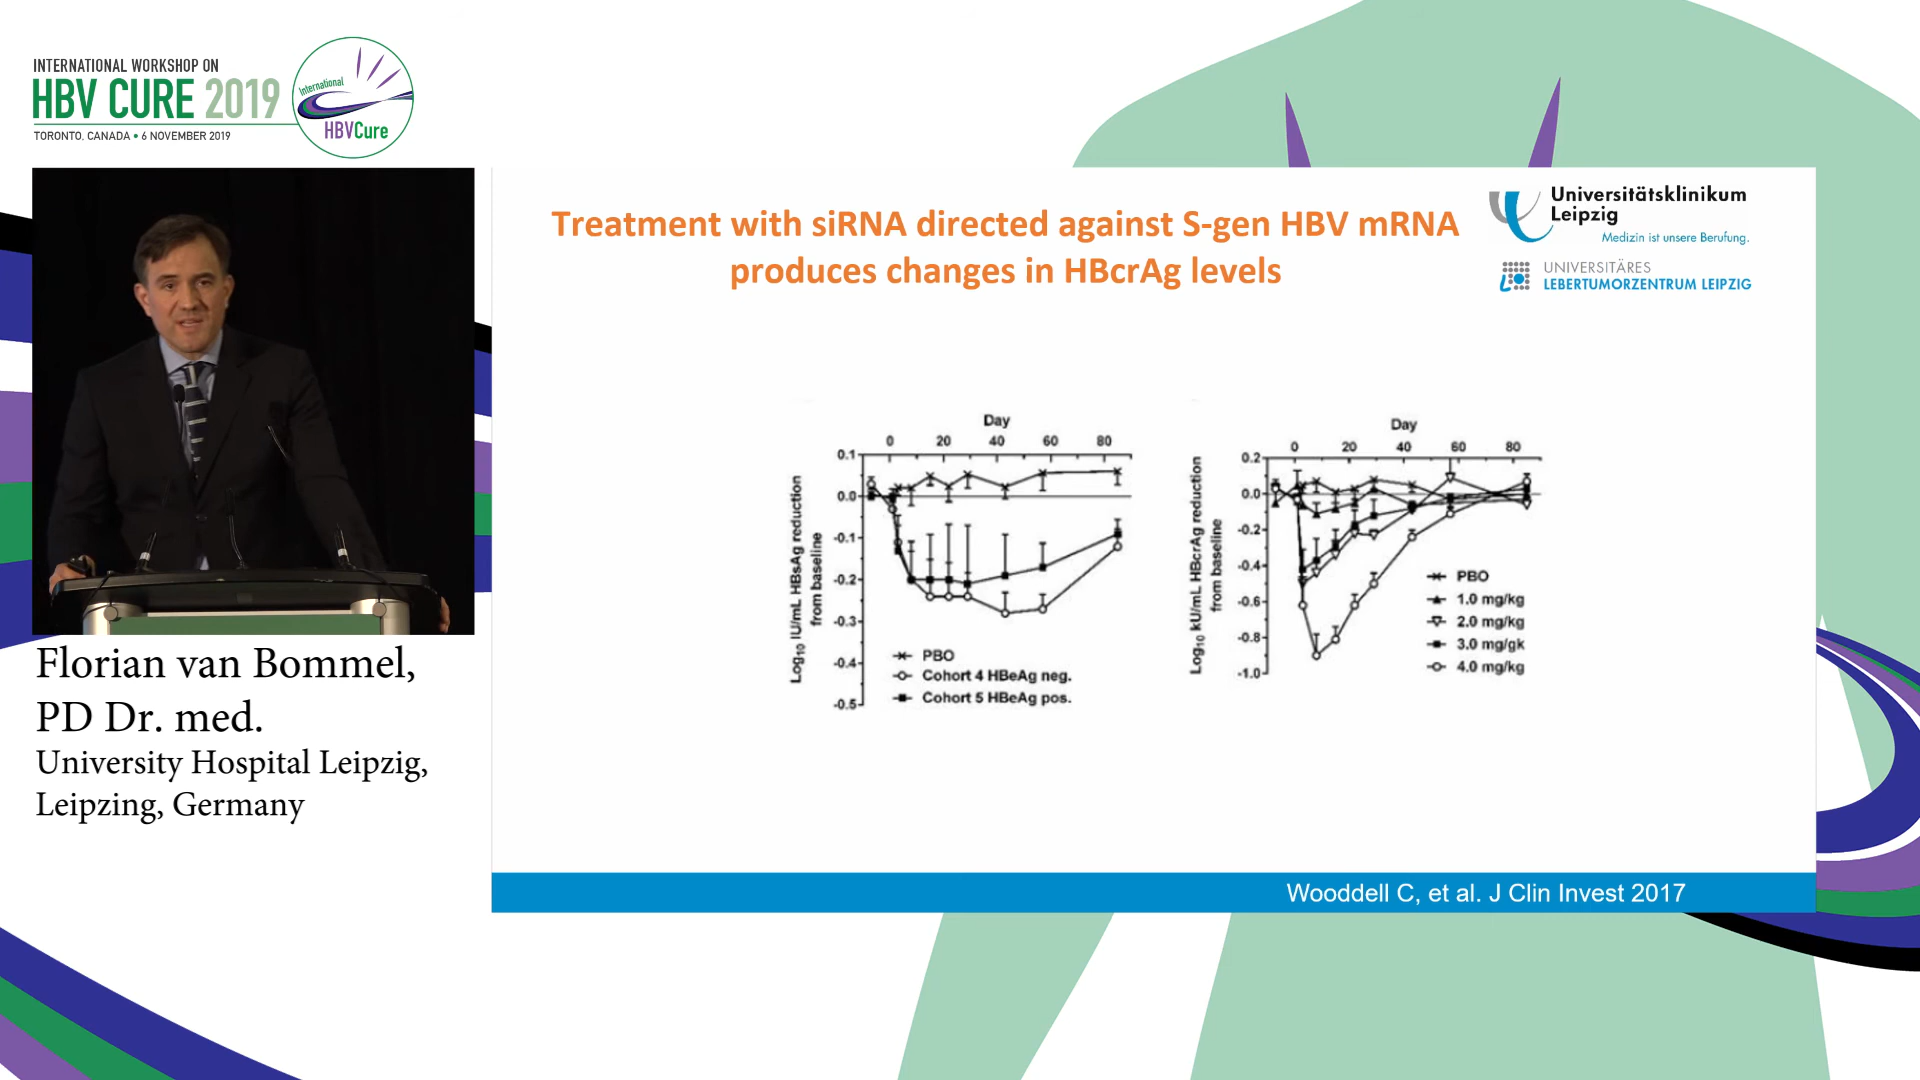 INTERNATIONAL WORKSHOP ON
HBV CURE 2019
TORONTO, CANADA • 6 NOVEMBER 2019
International
HBVCure
Treatment with siRNA directed against S-gen HBV mRNA
produces changes in HBcrAg levels
Universitätsklinikum
Leipzig
Medizin ist unsere Berufung.
UNIVERSITÄRES
LEBERTUMORZENTRUM LEIPZIG
Day
0 20 40 60 80
0.1
0.0
-0.1
-0.2
-0.3
-0.4
-0.5
Log10 IU/mL HBsAg reduction
from baseline
PBO
Cohort 4 HBeAg neg.
Cohort 5 HBeAg pos.
Day
0 20 40 60 80
0.2
0.0
-0.2
-0.4
-0.6
-0.8
-1.0
Log10 kU/mL HBcrAg reduction
from baseline
PBO
1.0 mg/kg
2.0 mg/kg
3.0 mg/gk
4.0 mg/kg
Wooddell C, et al. J Clin Invest 2017
Florian van Bommel,
PD Dr. med.
University Hospital Leipzig,
Leipzing, Germany